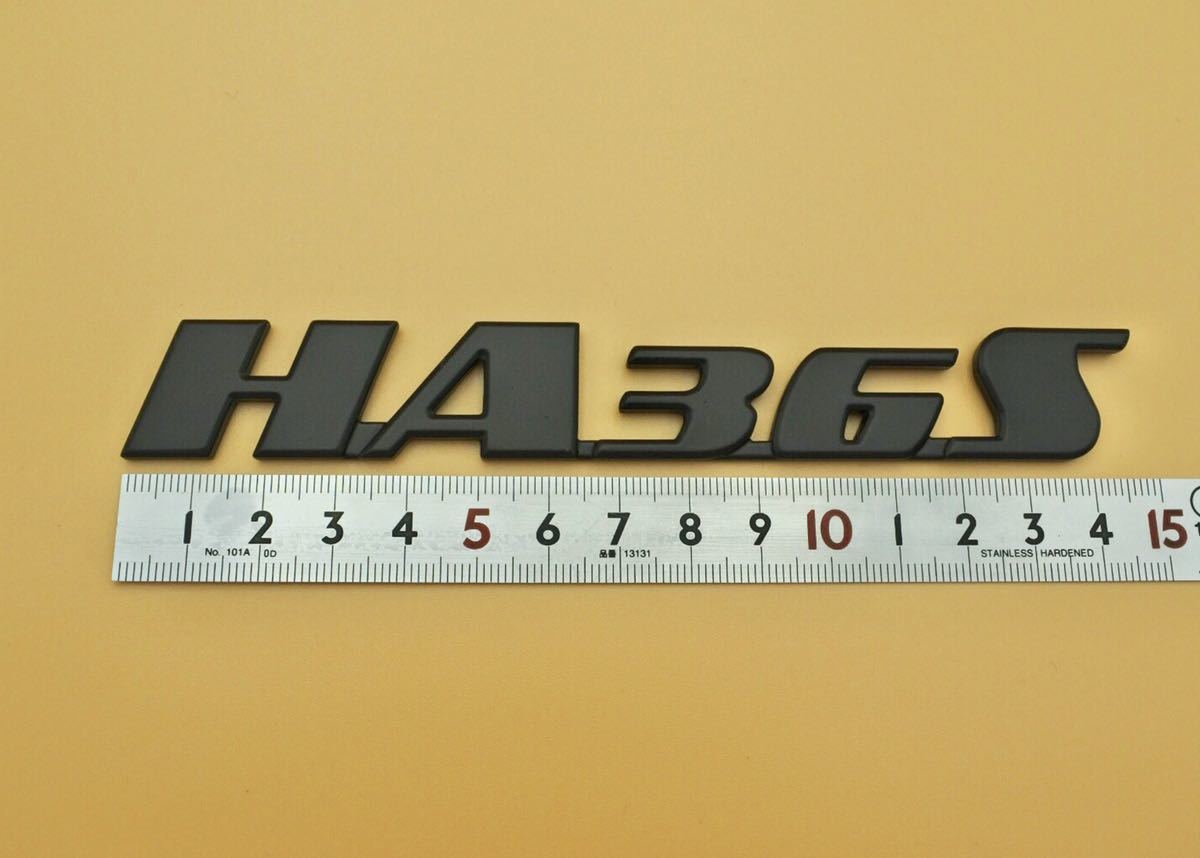 HA36S
1 2 3 4 5 6 7 8 9 10 1 2 3 4 15
No. 101A 0D 品番 13131 STAINLESS HARDENED